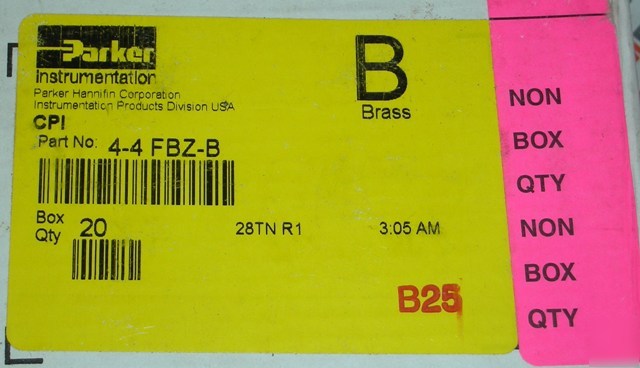 Parker
Instrumentation
Parker Hannifin Corporation
Instrumentation Products Division USA
CPI
Part No: 4-4 FBZ-B
B
Brass
Box
Qty 20
28TN R1 3:05 AM
B25
NON
BOX
QTY
NON
BOX
QTY